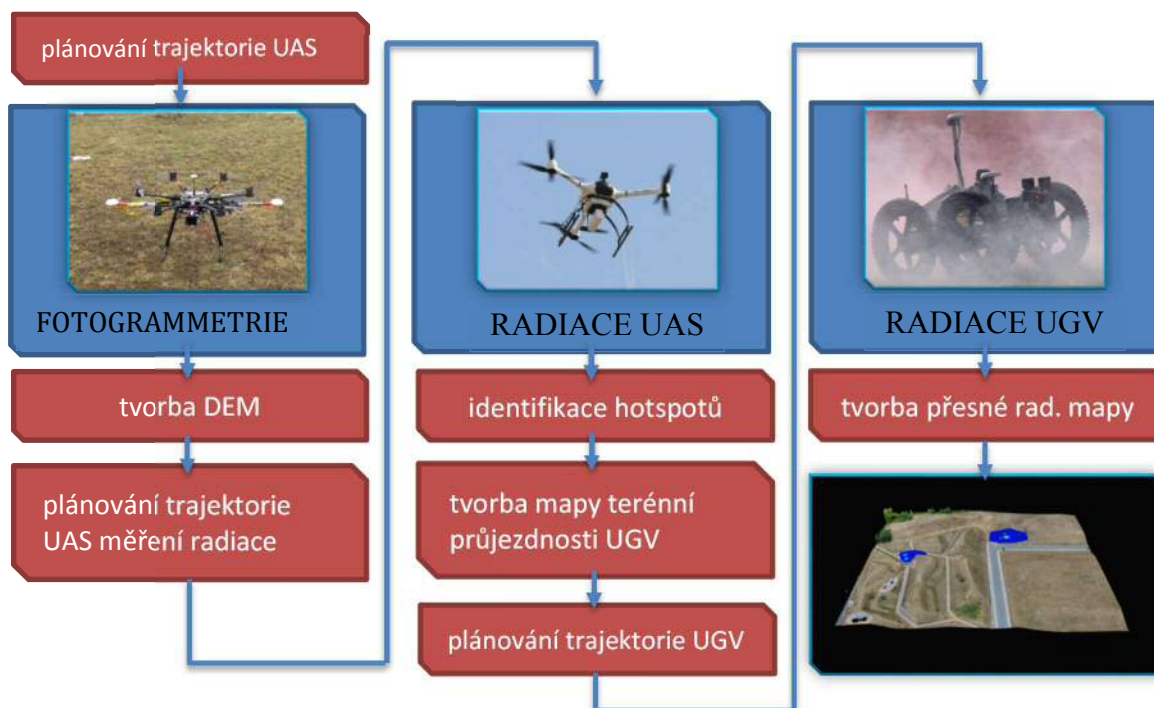 plánování trajektorie UAS
FOTOGRAMMETRIE
tvorba DEM
plánování trajektorie
UAS měření radiace
RADIACE UAS
identifikace hotspotů
tvorba mapy terénní
průjezdnosti UGV
plánování trajektorie UGV
RADIACE UGV
tvorba přesné rad. mapy